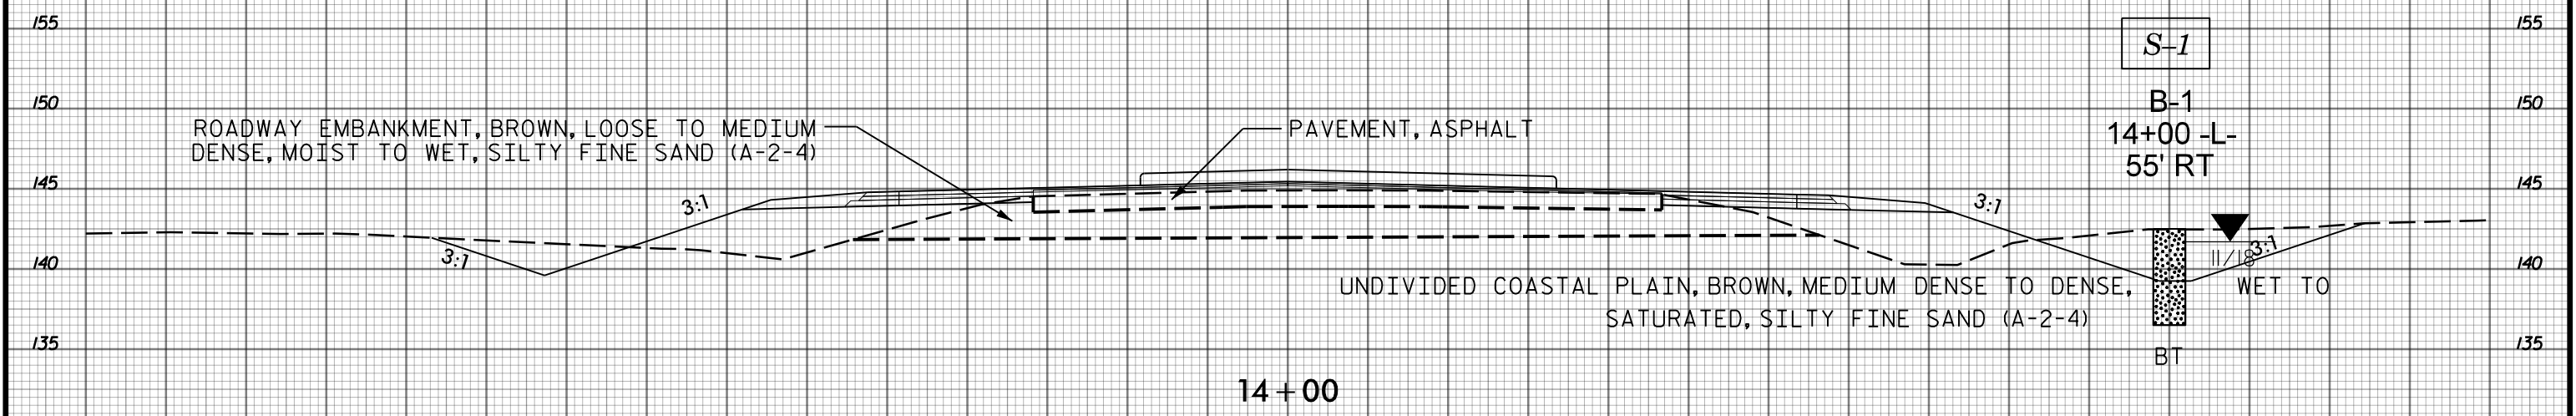 155
155
S-1
150
B-1
150
ROADWAY EMBANKMENT, BROWN, LOOSE TO MEDIUM
DENSE, MOIST TO WET, SILTY FINE SAND (A-2-4)
PAVEMENT, ASPHALT
14+00 -L-
55' RT
145
145
3:1
3:1
3:1
3:1
11/18
140
140
UNDIVIDED COASTAL PLAIN, BROWN, MEDIUM DENSE TO DENSE, WET TO
SATURATED, SILTY FINE SAND (A-2-4)
135
135
BT
14+00